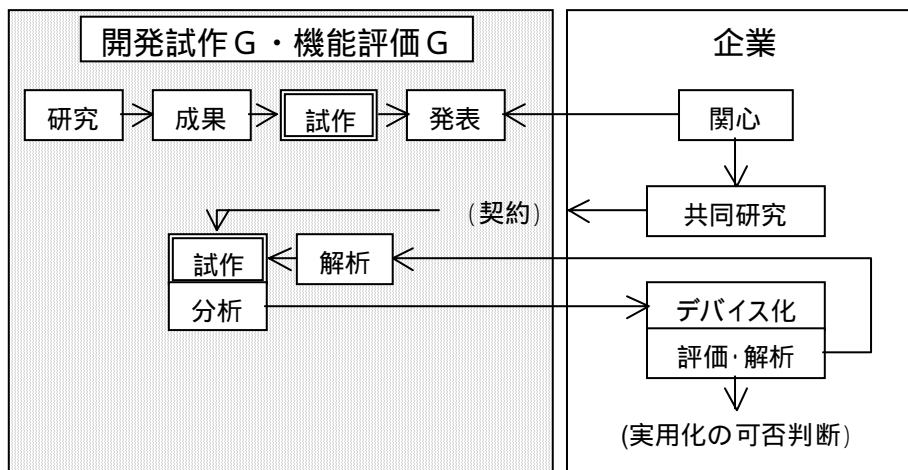 開発試作Ｇ・機能評価Ｇ
企業
研究
成果
試作
発表
関心
(契約)
共同研究
試作
解析
分析
デバイス化
評価·解析
(実用化の可否判断)